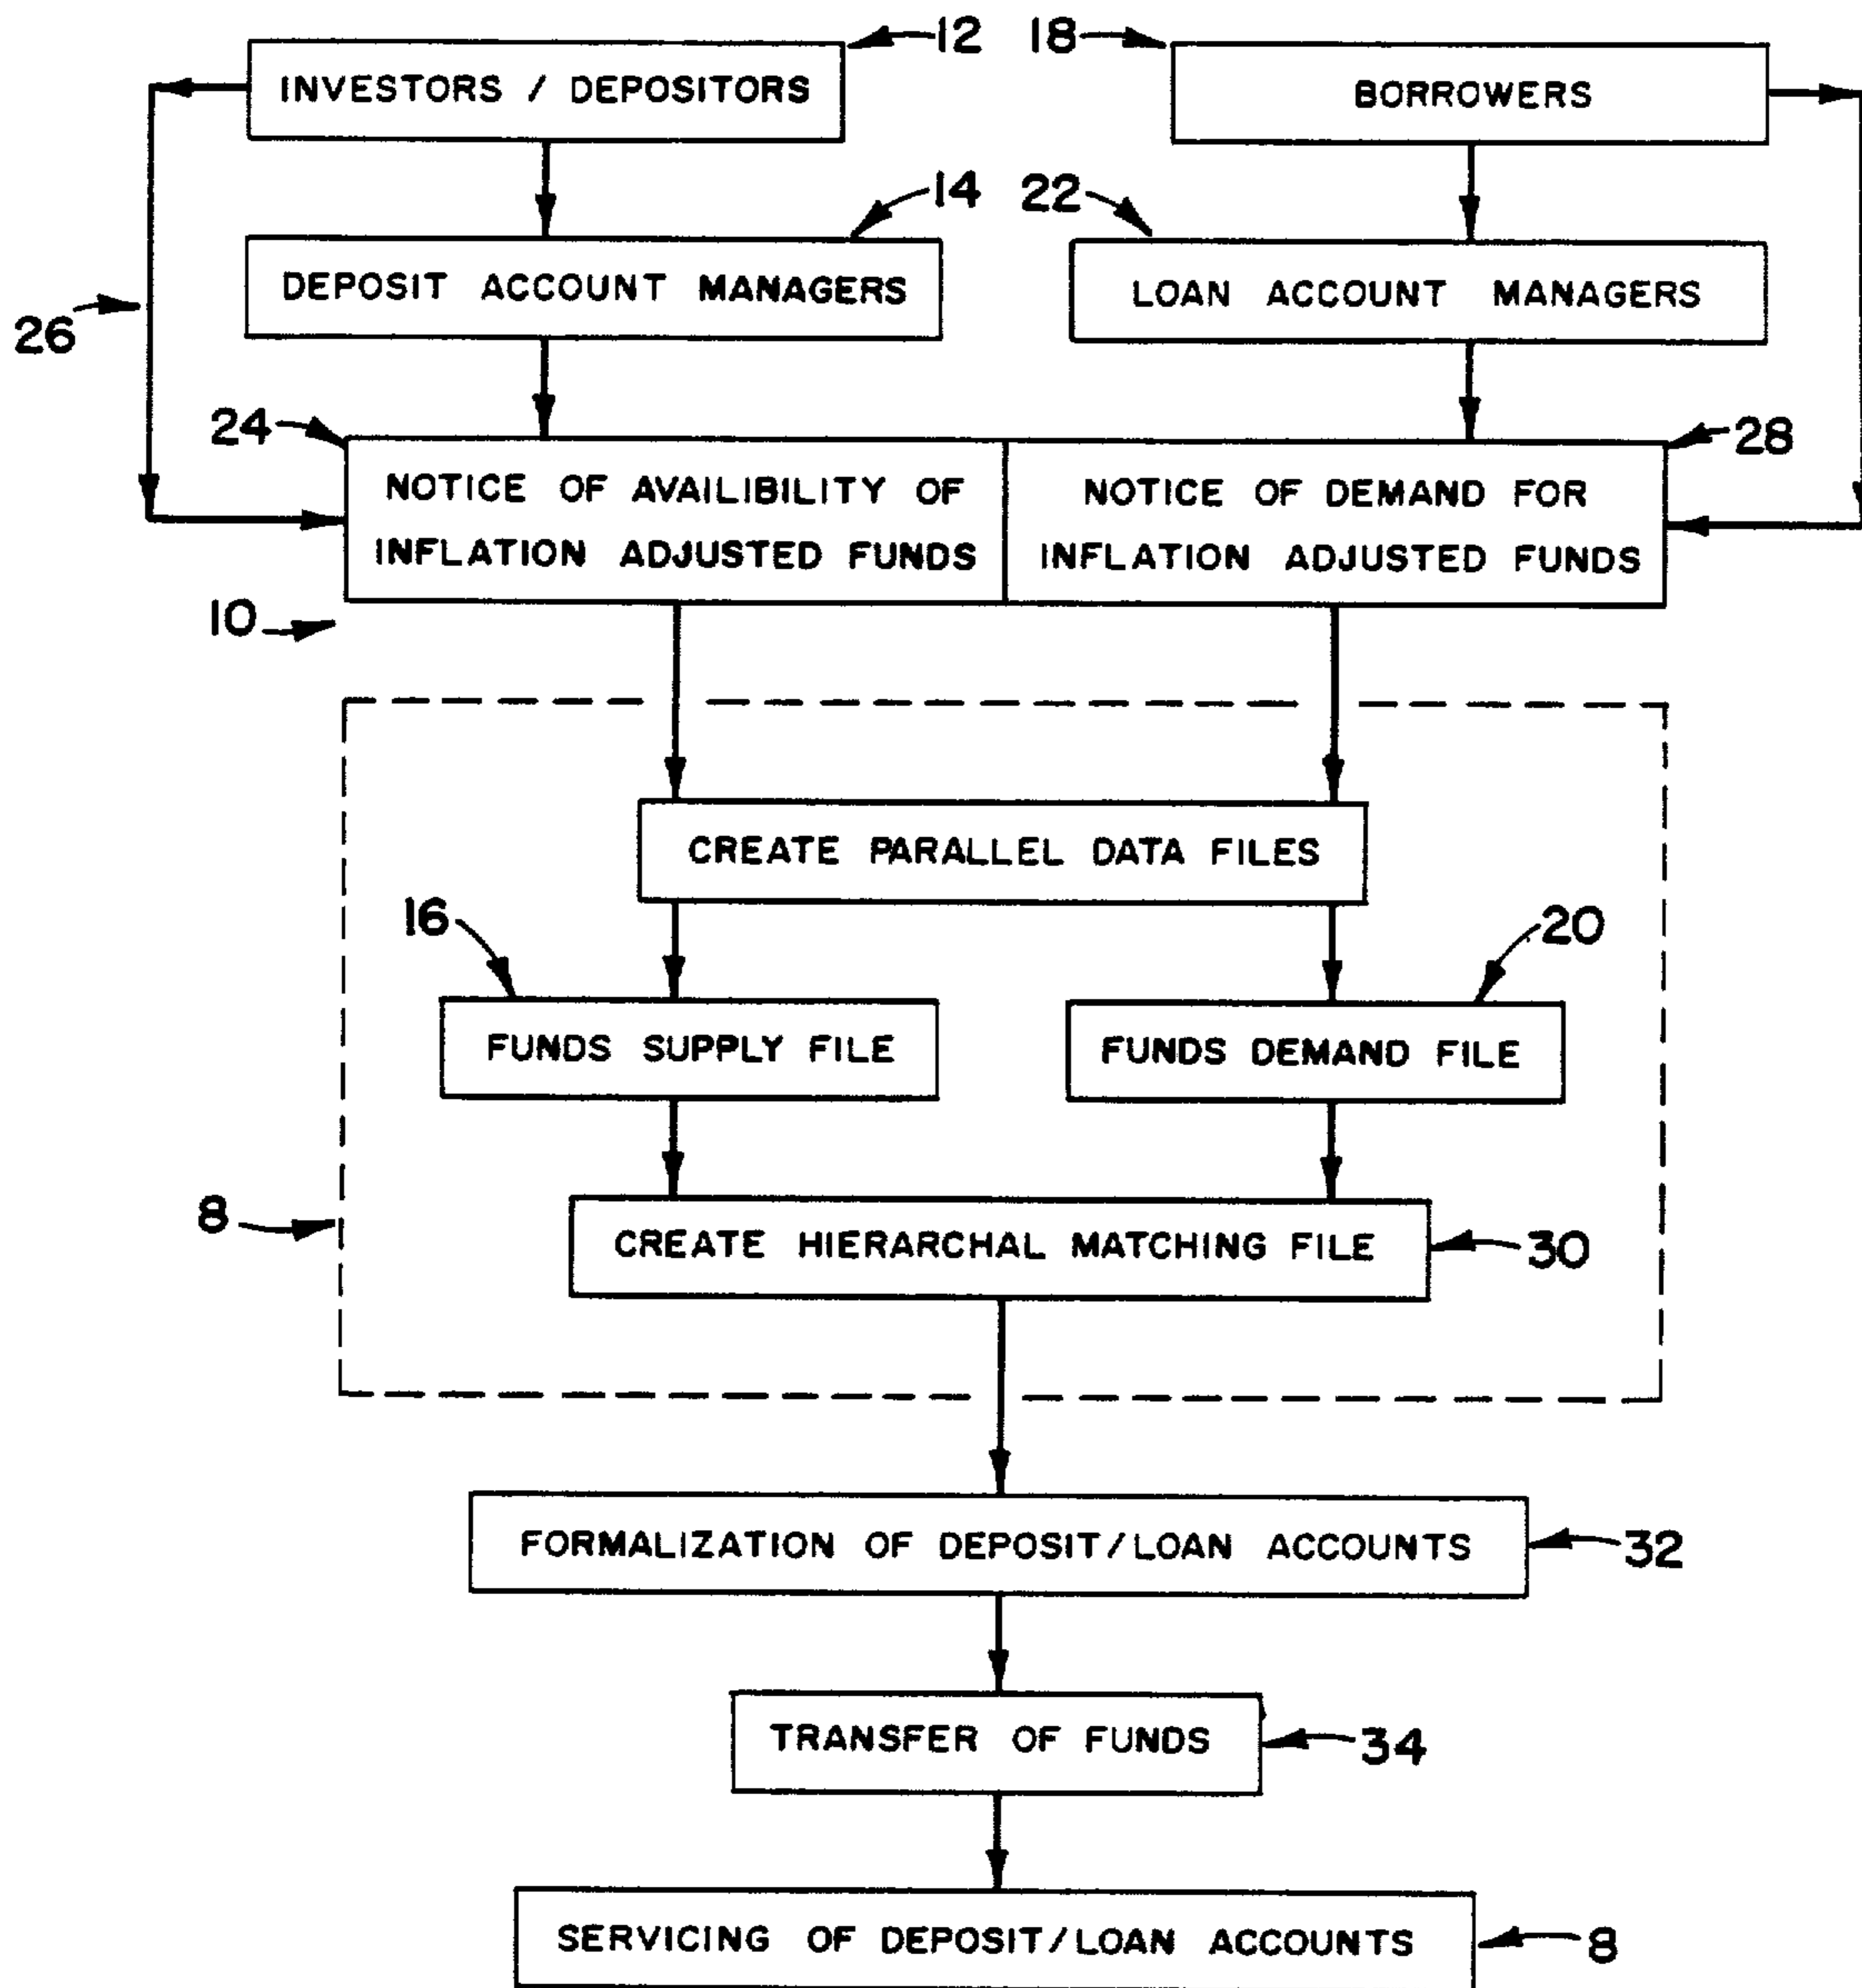 12 18
INVESTORS / DEPOSITORS
BORROWERS
14 22
DEPOSIT ACCOUNT MANAGERS
LOAN ACCOUNT MANAGERS
26
24
28
NOTICE OF AVAILIBILITY OF
INFLATION ADJUSTED FUNDS
NOTICE OF DEMAND FOR
INFLATION ADJUSTED FUNDS
10
CREATE PARALLEL DATA FILES
16
20
FUNDS SUPPLY FILE
FUNDS DEMAND FILE
8
CREATE HIERARCHAL MATCHING FILE
30
FORMALIZATION OF DEPOSIT/LOAN ACCOUNTS
32
TRANSFER OF FUNDS
34
SERVICING OF DEPOSIT/LOAN ACCOUNTS
8